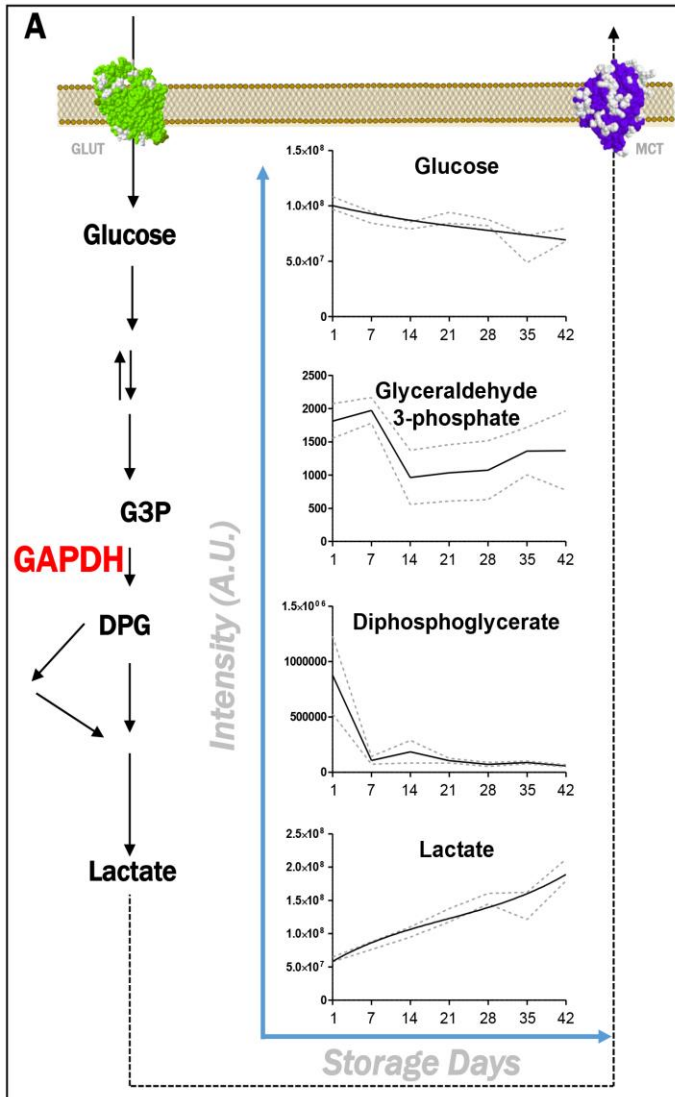 A
GLUT
MCT
Glucose
G3P
GAPDH
DPG
Lactate
Intensity (A.U.)
Storage Days
Glucose
1.5×10⁸
1.0×10⁸
5.0×10⁷
0
1 7 14 21 28 35 42
Glyceraldehyde
3-phosphate
2500
2000
1500
1000
500
0
1 7 14 21 28 35 42
Diphosphoglycerate
1.5×10⁰⁶
1000000
500000
0
1 7 14 21 28 35 42
Lactate
2.5×10⁸
2.0×10⁸
1.5×10⁸
1.0×10⁸
5.0×10⁷
0
1 7 14 21 28 35 42